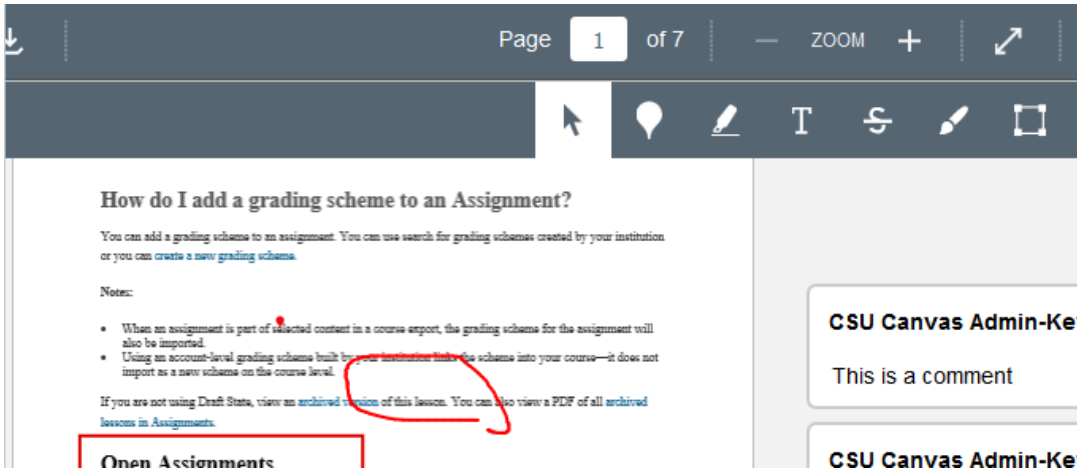 Page 1 of 7 — ZOOM +
T S
How do I add a grading scheme to an Assignment?
You can add a grading scheme to an assignment. You can use search for grading schemes created by your institution
or you can create a new grading scheme.
Notes:
• When an assignment is part of selected content in a course export, the grading scheme for the assignment will
also be imported.
• Using an account-level grading scheme built by your institution links the scheme into your course—it does not
import as a new scheme on the course level.
If you are not using Draft State, view an archived version of this lesson. You can also view a PDF of all archived
lessons in Assignments.
Open Assignments
CSU Canvas Admin-Ke
This is a comment
CSU Canvas Admin-Ke